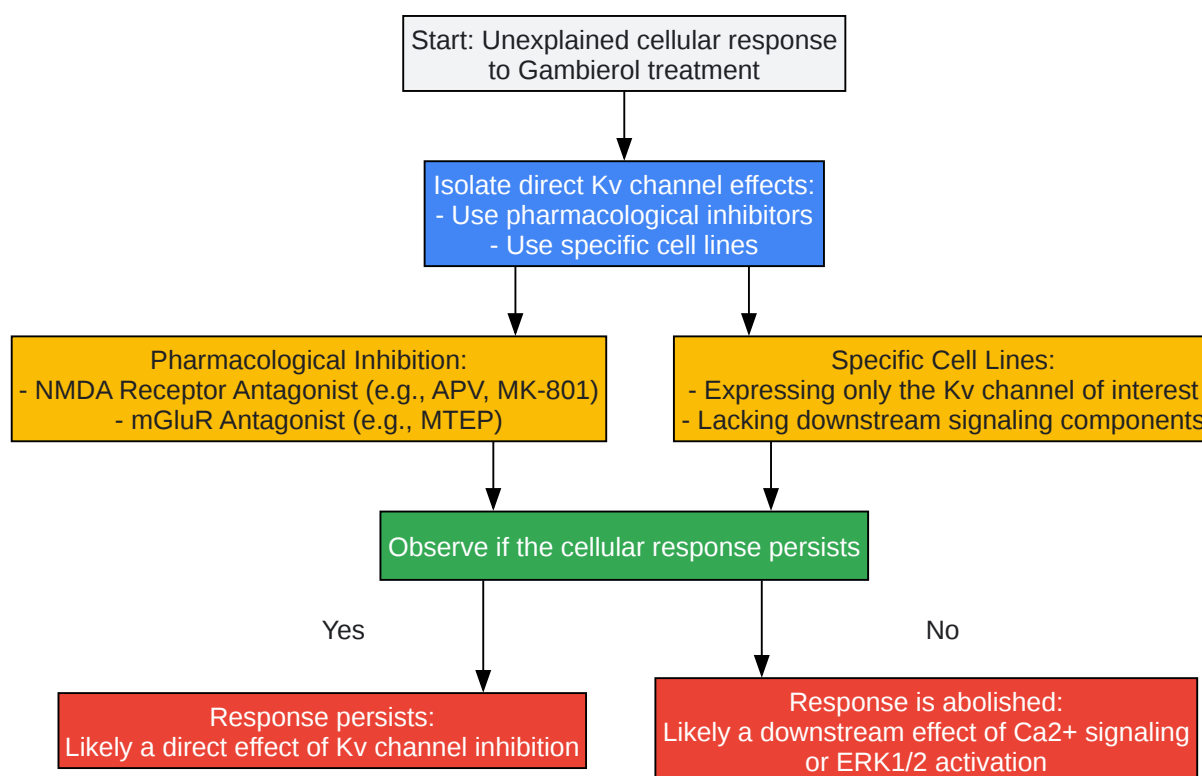 Start: Unexplained cellular response
to Gambierol treatment
Isolate direct Kv channel effects:
- Use pharmacological inhibitors
- Use specific cell lines
Pharmacological Inhibition:
- NMDA Receptor Antagonist (e.g., APV, MK-801)
- mGluR Antagonist (e.g., MTEP)
Specific Cell Lines:
- Expressing only the Kv channel of interest
- Lacking downstream signaling components
Observe if the cellular response persists
Yes
No
Response persists:
Likely a direct effect of Kv channel inhibition
Response is abolished:
Likely a downstream effect of Ca2+ signaling
or ERK1/2 activation